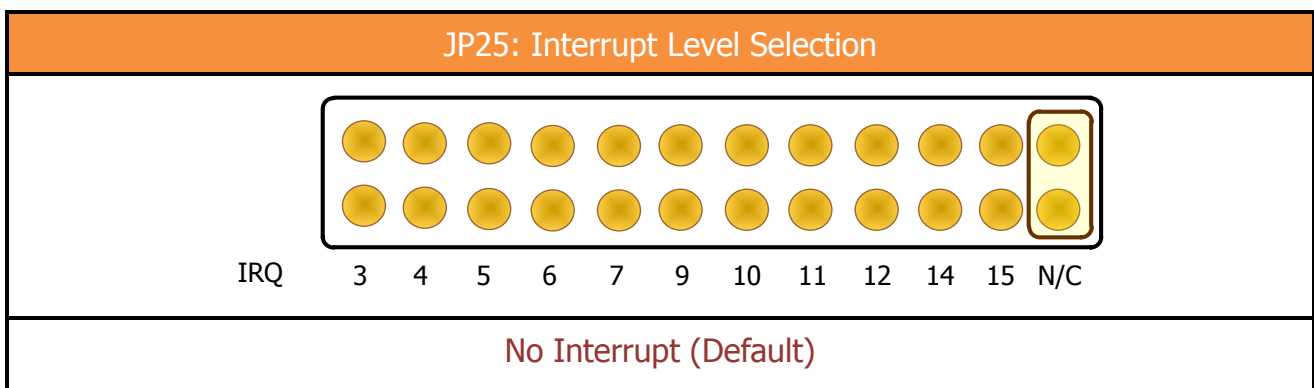 JP25: Interrupt Level Selection
IRQ 3 4 5 6 7 9 10 11 12 14 15 N/C
No Interrupt (Default)